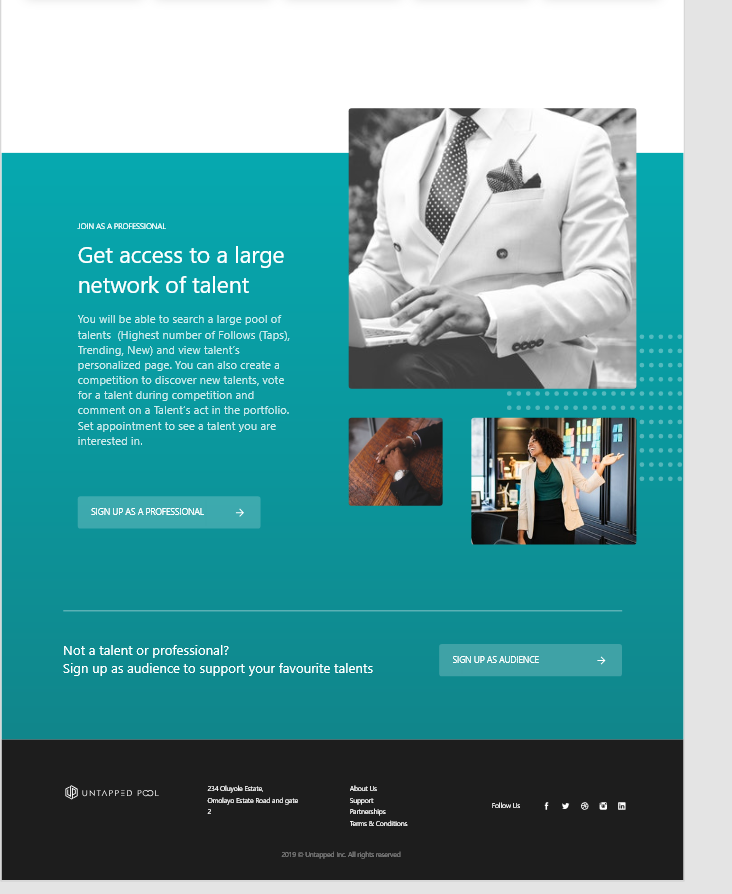 JOIN AS A PROFESSIONAL
Get access to a large
network of talent
You will be able to search a large pool of
talents (Highest number of Follows (Taps),
Trending, New) and view talent's
personalized page. You can also create a
competition to discover new talents, vote
for a talent during competition and
comment on a Talent's act in the portfolio.
Set appointment to see a talent you are
interested in.
SIGN UP AS A PROFESSIONAL
Not a talent or professional?
Sign up as audience to support your favourite talents
SIGN UP AS AUDIENCE
UNTAPPED POOL
234 Oluyole Estate,
Omolayo Estate Road and gate
2
About Us
Support
Partnerships
Terms & Conditions
Follow Us
2019 © Untapped Inc. All rights reserved